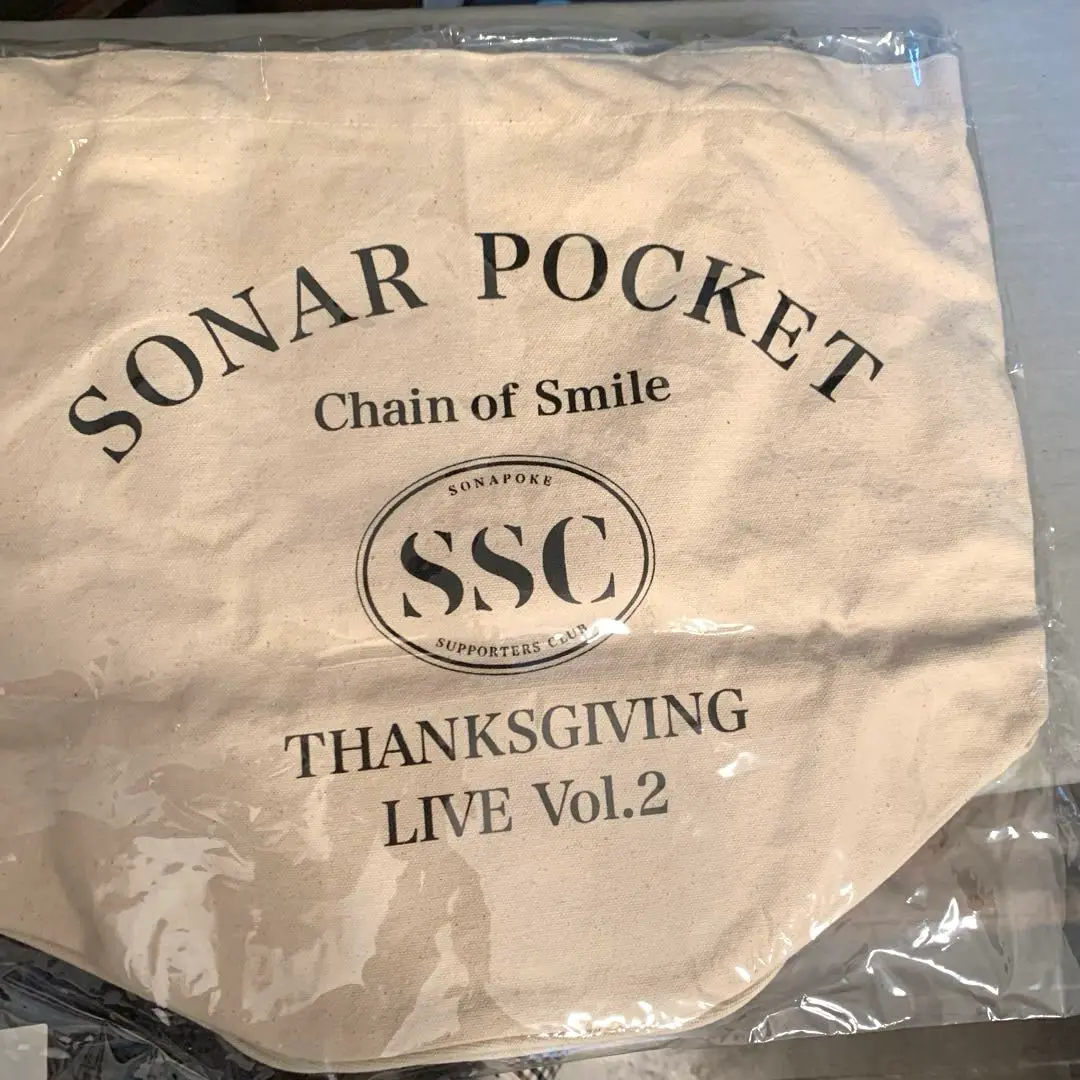 SONAR POCKET
Chain of Smile
SONAPOKE
SSC
SUPPORTERS CLUB
THANKSGIVING
LIVE Vol.2